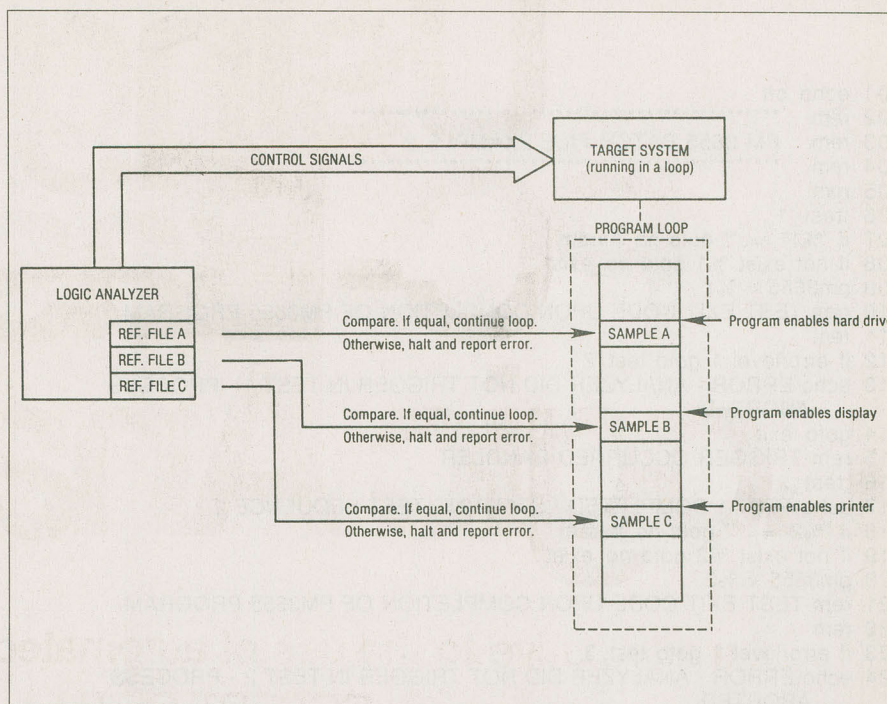 TARGET SYSTEM
(running in a loop)
CONTROL SIGNALS
PROGRAM LOOP
LOGIC ANALYZER
REF. FILE A
REF. FILE B
REF. FILE C
Compare. If equal, continue loop.
Otherwise, halt and report error.
SAMPLE A
Program enables hard drive
Compare. If equal, continue loop.
Otherwise, halt and report error.
SAMPLE B
Program enables display
Compare. If equal, continue loop.
Otherwise, halt and report error.
SAMPLE C
Program enables printer